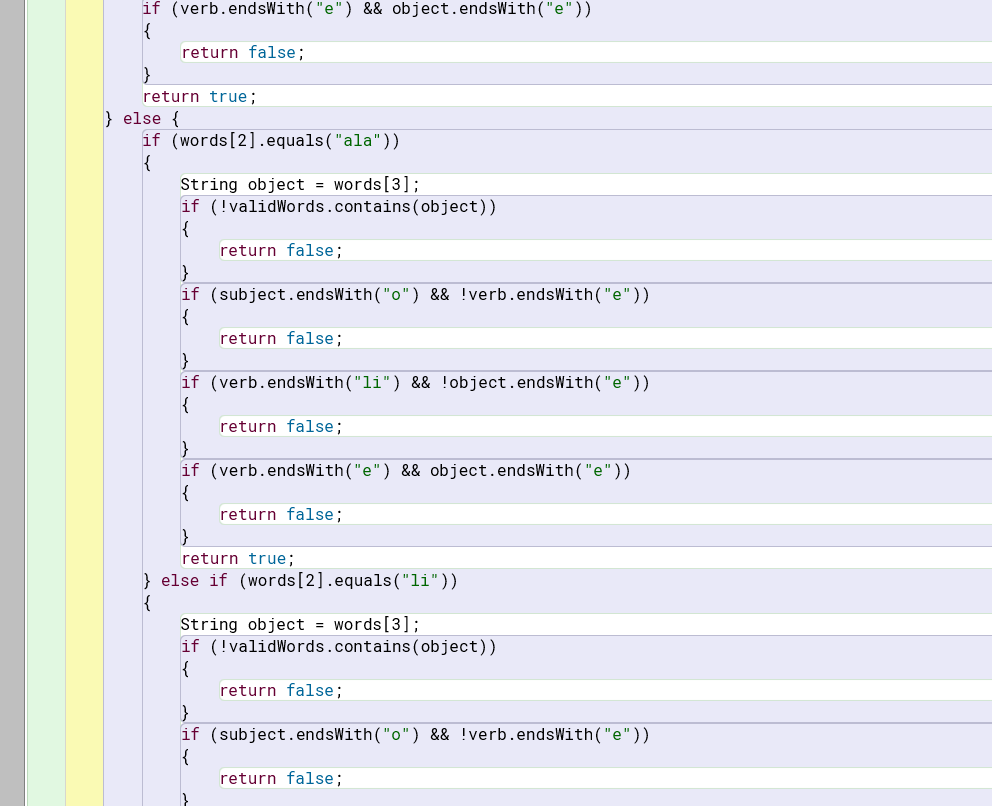 if (verb.endsWith("e") && object.endsWith("e"))
{
return false;
}
return true;
} else {
if (words[2].equals("ala"))
{
String object = words[3];
if (!validWords.contains(object))
{
return false;
}
if (subject.endsWith("o") && !verb.endsWith("e"))
{
return false;
}
if (verb.endsWith("li") && !object.endsWith("e"))
{
return false;
}
if (verb.endsWith("e") && object.endsWith("e"))
{
return false;
}
return true;
} else if (words[2].equals("li"))
{
String object = words[3];
if (!validWords.contains(object))
{
return false;
}
if (subject.endsWith("o") && !verb.endsWith("e"))
{
return false;
}